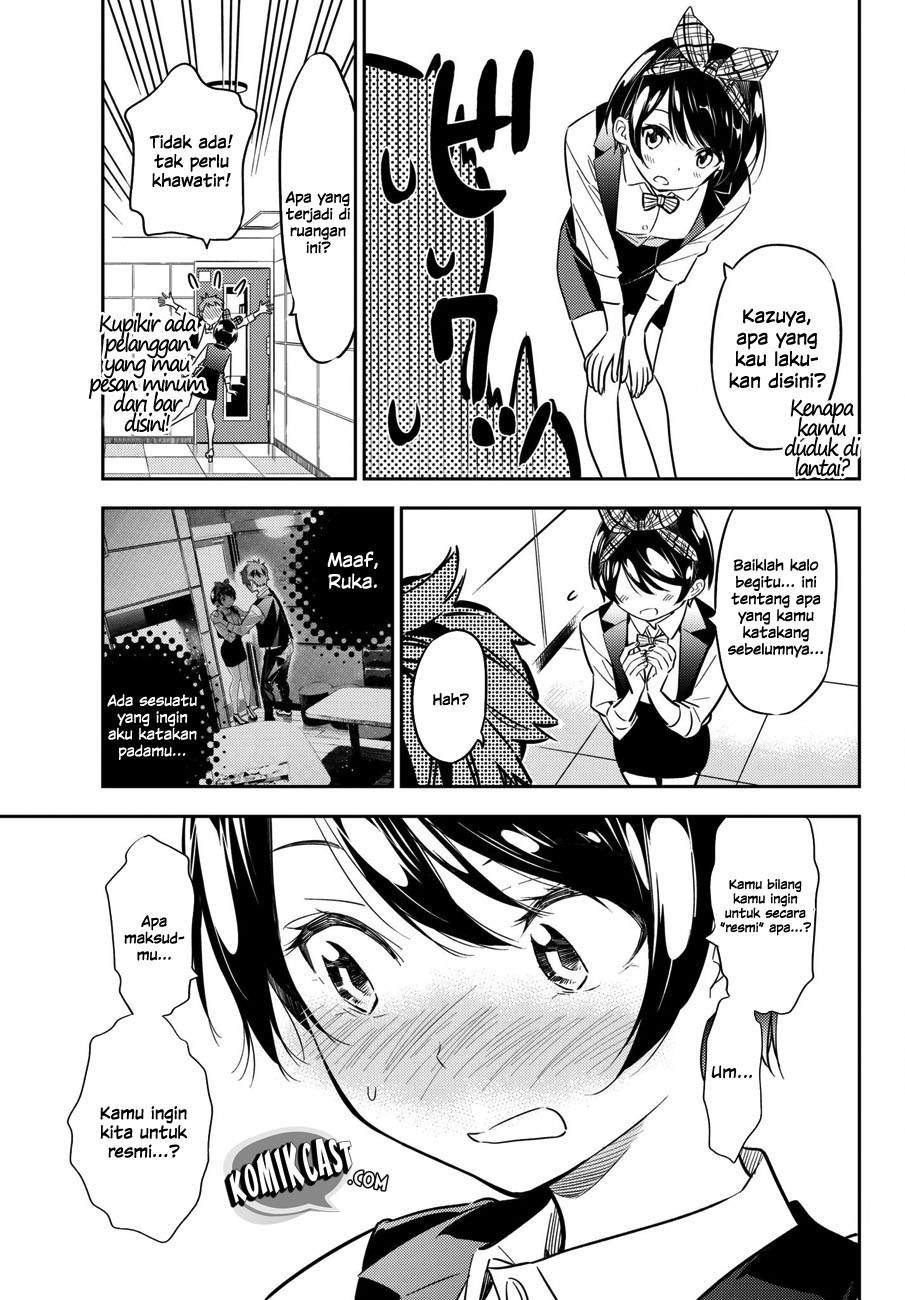 Kazuya,
apa yang
kau laku-
kan disini?
Kenapa
kamu
duduk di
lantai?
ビ
ク
Apa yang
terjadi di
ruangan
ini?
Tidak ada!
tak perlu
khawatir!
Kupikir ada
pelanggan
yang mau
pesan minum
dari bar
disini!
Baiklah kalo
begitu... ini
tentang apa
yang kamu
katakang
sebelumnya...
Hah?
Maaf,
Ruka.
Ada sesuatu
yang ingin
aku katakan
padamu...
Kamu bilang
kamu ingin
untuk secara
"resmi" apa...?
Um...
Apa
maksud-
mu...
Kamu ingin
kita untuk
resmi...?
KOMIKCAST
.COM